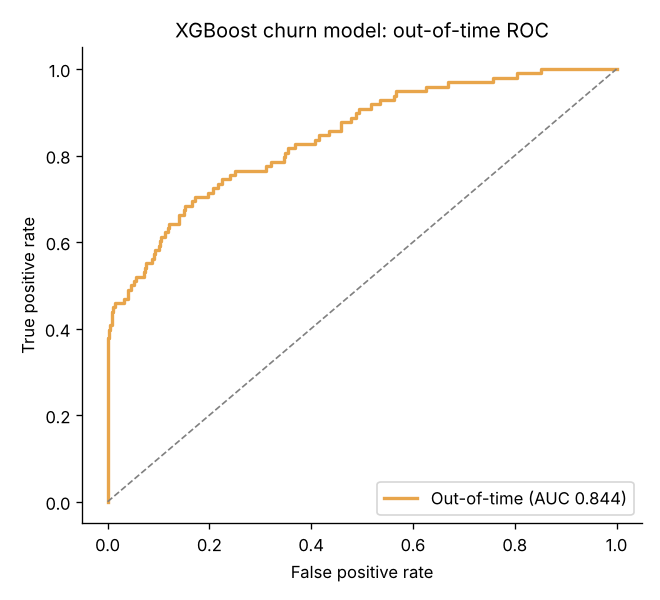 XGBoost churn model: out-of-time ROC
True positive rate
1.0
0.8
0.6
0.4
0.2
0.0
Out-of-time (AUC 0.844)
0.0 0.2 0.4 0.6 0.8 1.0
False positive rate